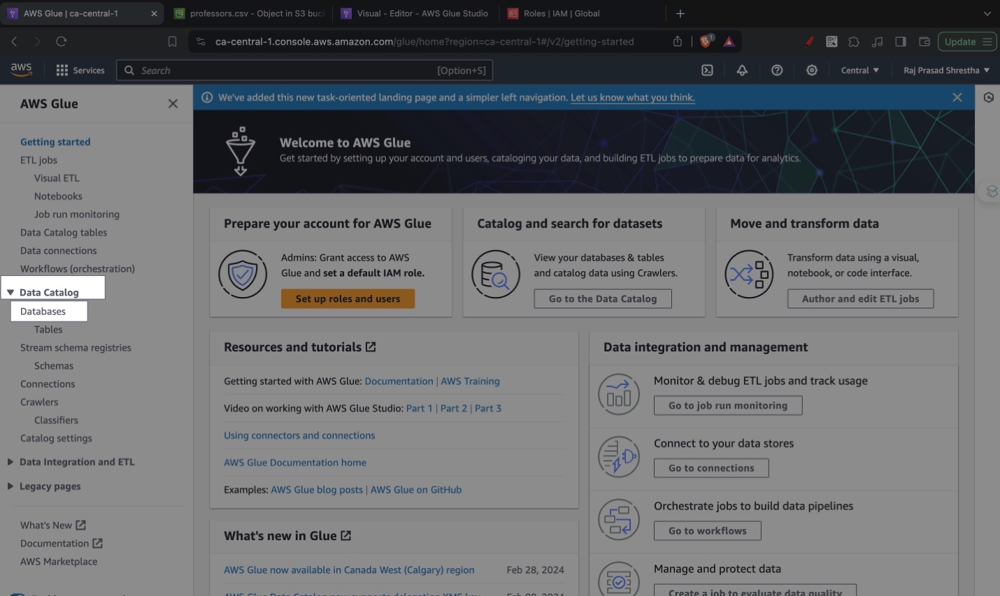 AWS Glue | ca-central-1
professors.csv - Object in S3 buck
Visual - Editor - AWS Glue Studio
Roles | IAM | Global
ca-central-1.console.aws.amazon.com/glue/home?region=ca-central-1#/v2/getting-started
1
Update
aws
Services
Search
[Option+S]
Central
Raj Prasad Shrestha
AWS Glue
Getting started
ETL jobs
Visual ETL
Notebooks
Job run monitoring
Data Catalog tables
Data connections
Workflows (orchestration)
Data Catalog
Databases
Tables
Stream schema registries
Schemas
Connections
Crawlers
Classifiers
Catalog settings
Data Integration and ETL
Legacy pages
What's New
Documentation
AWS Marketplace
We've added this new task-oriented landing page and a simpler left navigation. Let us know what you think.
Welcome to AWS Glue
Get started by setting up your account and users, cataloging your data, and building ETL jobs to prepare data for analytics.
Prepare your account for AWS Glue
Admins: Grant access to AWS
Glue and set a default IAM role.
Set up roles and users
Catalog and search for datasets
View your databases & tables
and catalog data using Crawlers.
Go to the Data Catalog
Move and transform data
Transform data using a visual,
notebook, or code interface.
Author and edit ETL jobs
Resources and tutorials
Getting started with AWS Glue: Documentation | AWS Training
Video on working with AWS Glue Studio: Part 1 | Part 2 | Part 3
Using connectors and connections
AWS Glue Documentation home
Examples: AWS Glue blog posts | AWS Glue on GitHub
What's new in Glue
AWS Glue now available in Canada West (Calgary) region
Feb 28, 2024
AWS Glue Data Catalog now supports delegating KMS key
Feb 08, 2024
Data integration and management
Monitor & debug ETL jobs and track usage
Go to job run monitoring
Connect to your data stores
Go to connections
Orchestrate jobs to build data pipelines
Go to workflows
Manage and protect data
Create a job to evaluate data quality